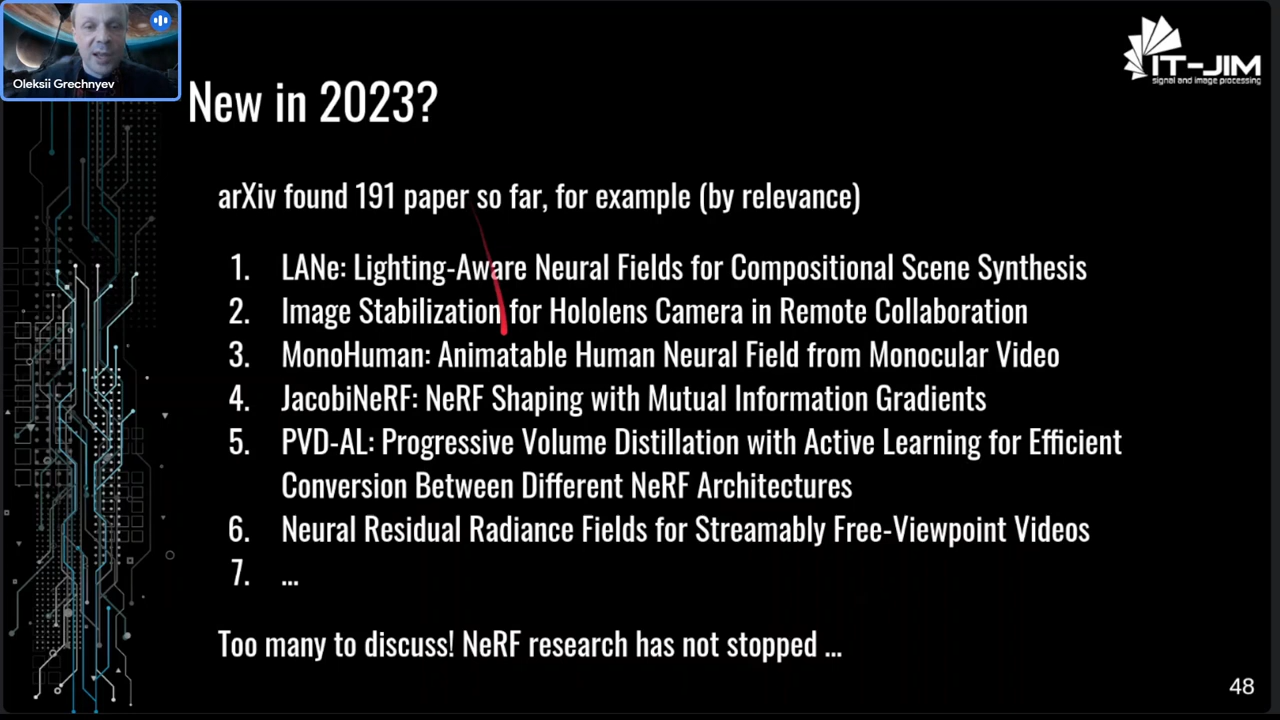 Oleksii Grechnyev
IT-JIM
signal and image processing
New in 2023?
arXiv found 191 paper so far, for example (by relevance)
1. LANe: Lighting-Aware Neural Fields for Compositional Scene Synthesis
2. Image Stabilization for Hololens Camera in Remote Collaboration
3. MonoHuman: Animatable Human Neural Field from Monocular Video
4. JacobiNeRF: NeRF Shaping with Mutual Information Gradients
5. PVD-AL: Progressive Volume Distillation with Active Learning for Efficient
Conversion Between Different NeRF Architectures
6. Neural Residual Radiance Fields for Streamably Free-Viewpoint Videos
7. ...
Too many to discuss! NeRF research has not stopped ...
48